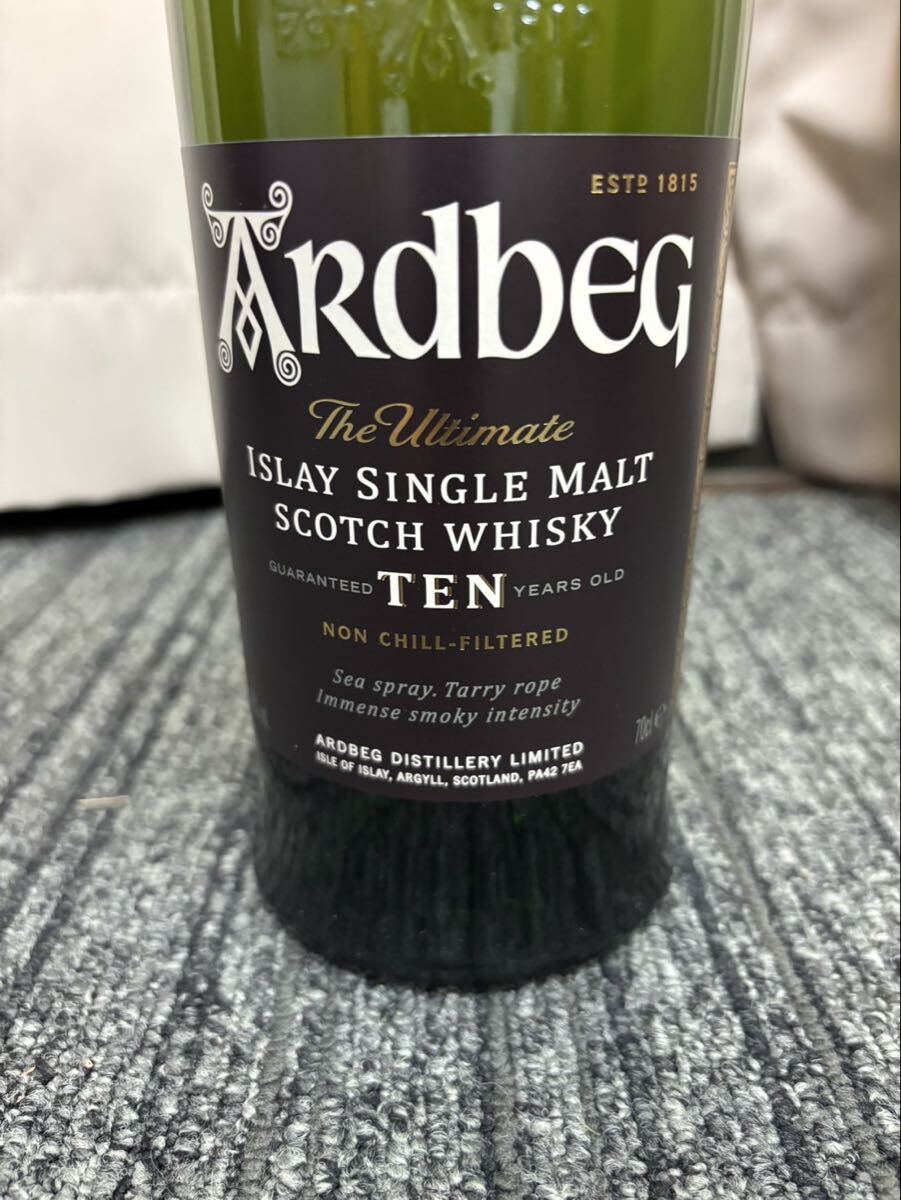 ESTD 1815
ARDBEG
The Ultimate
ISLAY SINGLE MALT
SCOTCH WHISKY
GUARANTEED TEN YEARS OLD
NON CHILL-FILTERED
Sea spray. Tarry rope
Immense smoky intensity
70cl e
ARDBEG DISTILLERY LIMITED
ISLE OF ISLAY, ARGYLL, SCOTLAND, PA42 7EA